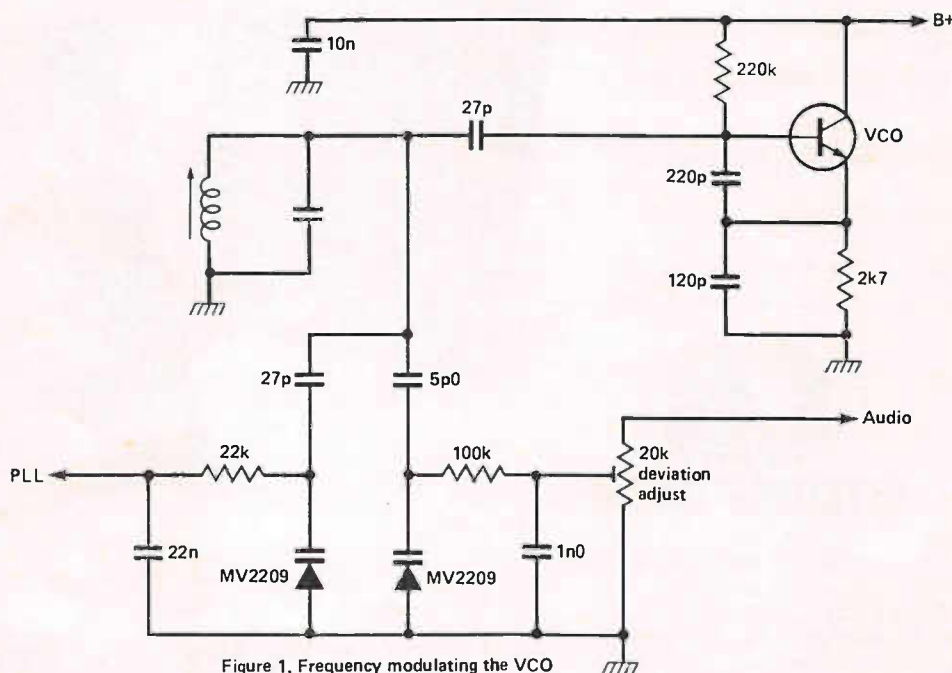 B+
10n
220k
27p
VCO
220p
120p
2k7
27p
5p0
Audio
22k
100k
20k
deviation
adjust
PLL
22n
MV2209
MV2209
1n0
Figure 1. Frequency modulating the VCO